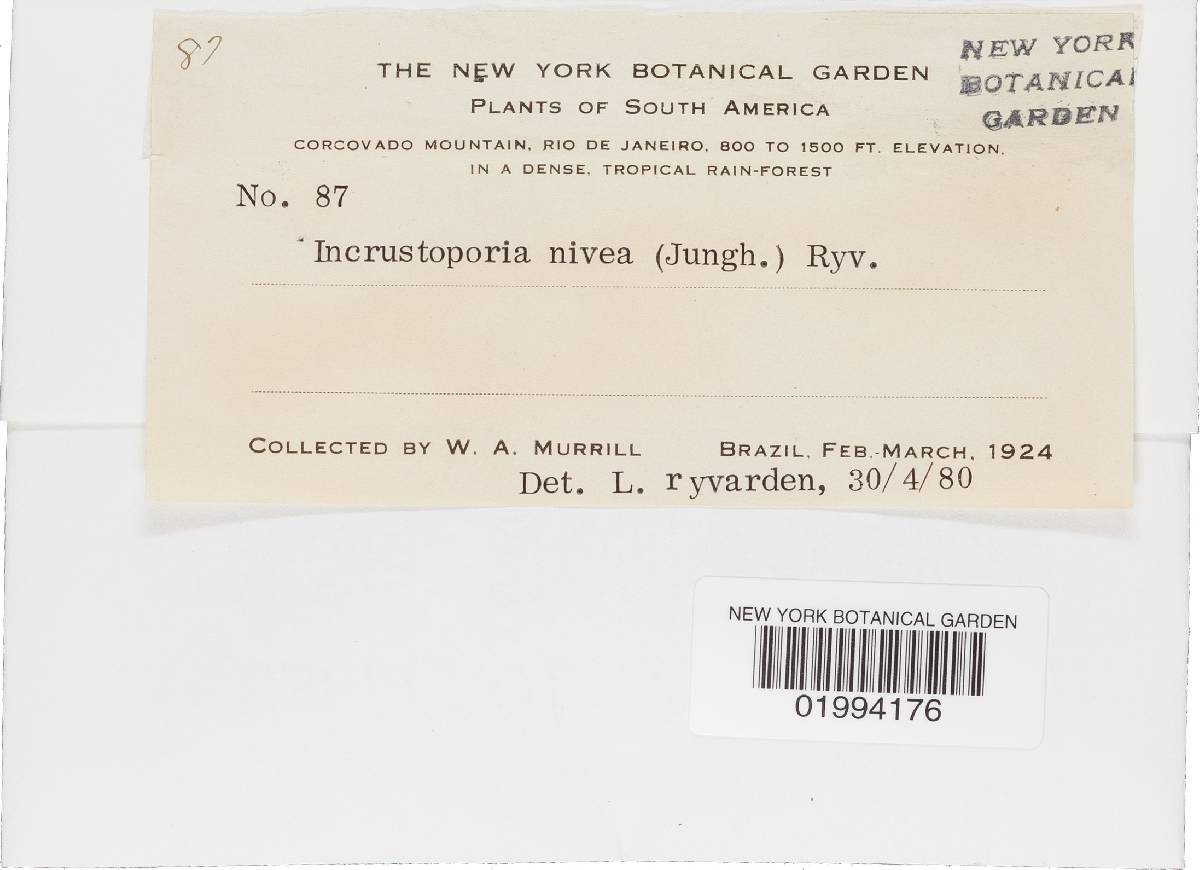 87
NEW YORK
BOTANICAL
GARDEN
THE NEW YORK BOTANICAL GARDEN
PLANTS OF SOUTH AMERICA
CORCOVADO MOUNTAIN, RIO DE JANEIRO, 800 TO 1500 FT. ELEVATION.
IN A DENSE, TROPICAL RAIN-FOREST
No. 87
Incrustoporia nivea (Jungh.) Ryv.
COLLECTED BY W. A. MURRILL BRAZIL, FEB.-MARCH, 1924
Det. L. ryvarden, 30/4/80
NEW YORK BOTANICAL GARDEN
01994176